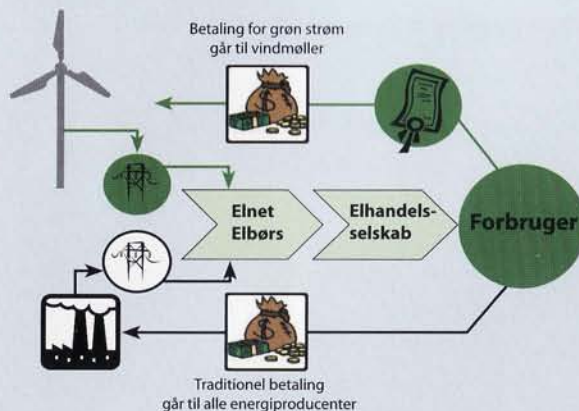 Betaling for grøn strøm
går til vindmøller
Elnet
Elbørs
Elhandels-
selskab
Forbruger
Traditionel betaling
går til alle energiproducenter